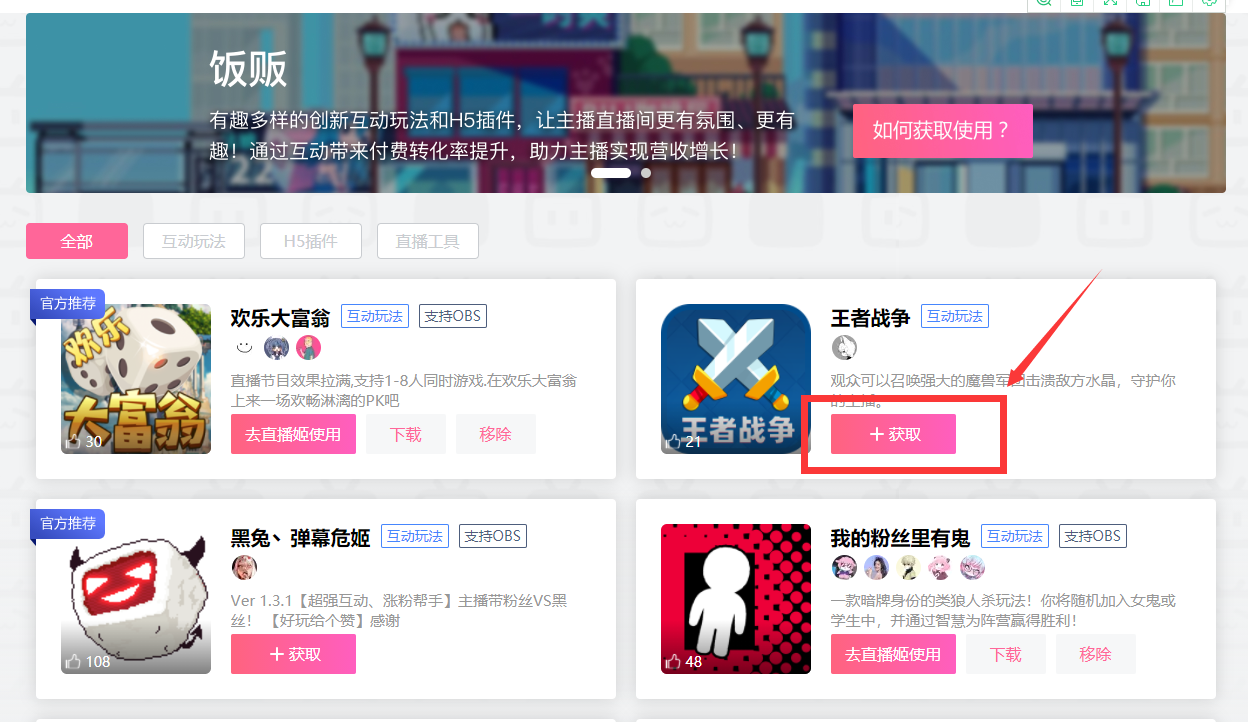 饭贩
有趣多样的创新互动玩法和H5插件，让主播直播间更有氛围、更有
趣！通过互动带来付费转化率提升，助力主播实现营收增长！
如何获取使用？
全部
互动玩法
H5插件
直播工具
官方推荐
欢乐大富翁 互动玩法 支持OBS
直播节目效果拉满,支持1-8人同时游戏.在欢乐大富翁
上来一场欢畅淋漓的PK吧
去直播姬使用 下载 移除
欢乐
大富翁
30
王者战争 互动玩法
观众可以召唤强大的魔兽军团击溃敌方水晶，守护你
的主播。
+ 获取
王者战争
21
官方推荐
黑兔丶弹幕危姬 互动玩法 支持OBS
Ver 1.3.1【超强互动、涨粉帮手】主播带粉丝VS黑
丝！【好玩给个赞】感谢
+ 获取
108
我的粉丝里有鬼 互动玩法 支持OBS
一款暗牌身份的类狼人杀玩法！你将随机加入女鬼或
学生中，并通过智慧为阵营赢得胜利！
去直播姬使用 下载 移除
48